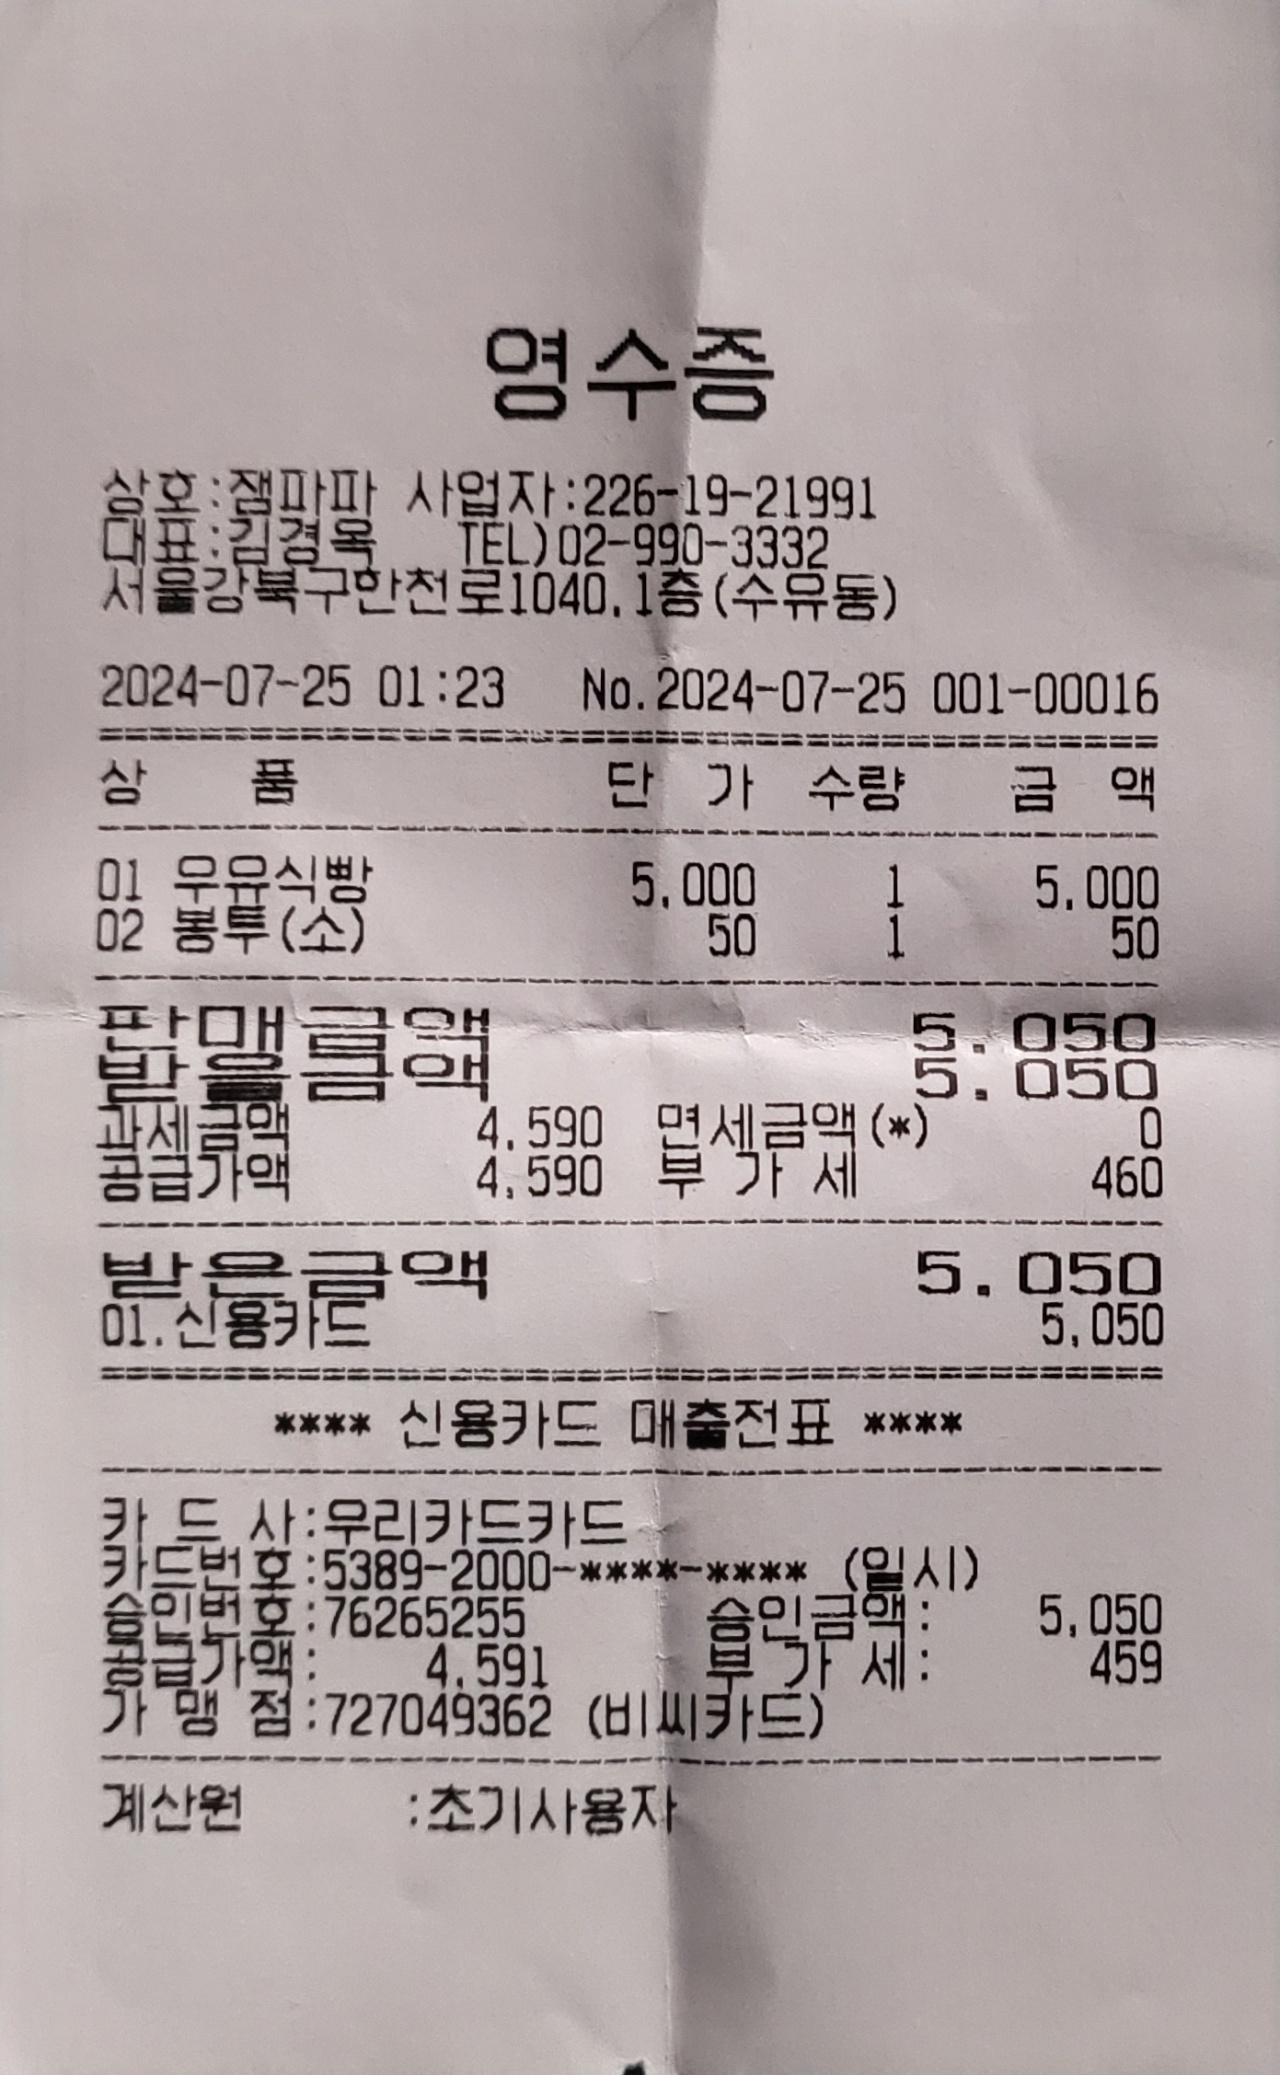 영수증
상호:잼마파 사업자:226-19-21991
대표:김경옥 TEL)02-990-3332
서울강북구한천로1040,1층(수유동)
2024-07-25 01:23 No.2024-07-25 001-00016
상 품 단 가 수량 금 액
01 우유식빵 5,000 1 5,000
02 봉투(소) 50 1 50
판매금액 5,050
받을금액 5,050
과세금액 4,590 면세금액(*) 0
공급가액 4,590 부 가 세 460
받은금액 5,050
01.신용카드 5,050
**** 신용카드 매출전표 ****
카 드 사:우리카드카드
카드번호:5389-2000-****-**** (일시)
승인번호:76265255 승인금액: 5,050
공급가액: 4,591 부 가 세: 459
가 맹 점:727049362 (비씨카드)
계산원 :초기사용자